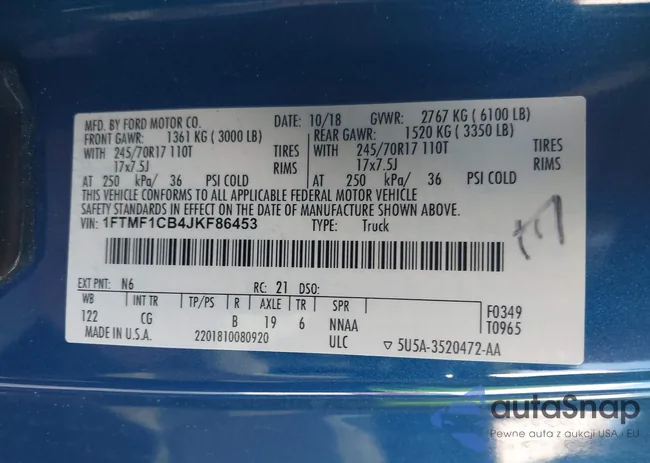 MFD. BY FORD MOTOR CO. DATE: 10/18 GVWR: 2767 KG ( 6100 LB)
FRONT GAWR: 1361 KG ( 3000 LB) REAR GAWR: 1520 KG ( 3350 LB)
WITH 245/70R17 110T TIRES WITH 245/70R17 110T TIRES
17x7.5J RIMS 17x7.5J RIMS
AT 250 kPa/ 36 PSI COLD AT 250 kPa/ 36 PSI COLD
THIS VEHICLE CONFORMS TO ALL APPLICABLE FEDERAL MOTOR VEHICLE
SAFETY STANDARDS IN EFFECT ON THE DATE OF MANUFACTURE SHOWN ABOVE.
VIN: 1FTMF1CB4JKF86453 TYPE: Truck
EXT PNT: N6 RC: 21 DSO:
WB INT TR TP/PS R AXLE TR SPR F0349
122 CG B 19 6 NNAA T0965
MADE IN U.S.A. 2201810080920 ULC ▽ 5U5A-3520472-AA
autoSnap
Pewne auta z aukcji USA i EU